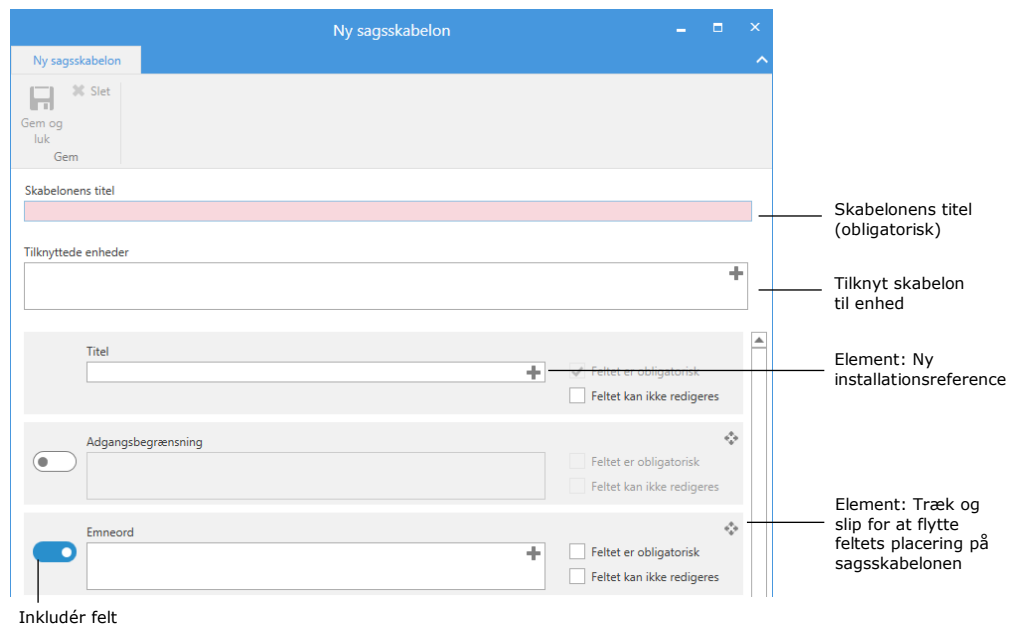 Ny sagsskabelon
Ny sagsskabelon
Slet
Gem og
luk
Gem
Skabelonens titel
Skabelonens titel
(obligatorisk)
Tilknyttede enheder
Tilknyt skabelon
til enhed
Titel
Feltet er obligatorisk
Feltet kan ikke redigeres
Element: Ny
installationsreference
Adgangsbegrænsning
Feltet er obligatorisk
Feltet kan ikke redigeres
Element: Træk og
slip for at flytte
feltets placering på
sagsskabelonen
Emneord
Feltet er obligatorisk
Feltet kan ikke redigeres
Inkludér felt